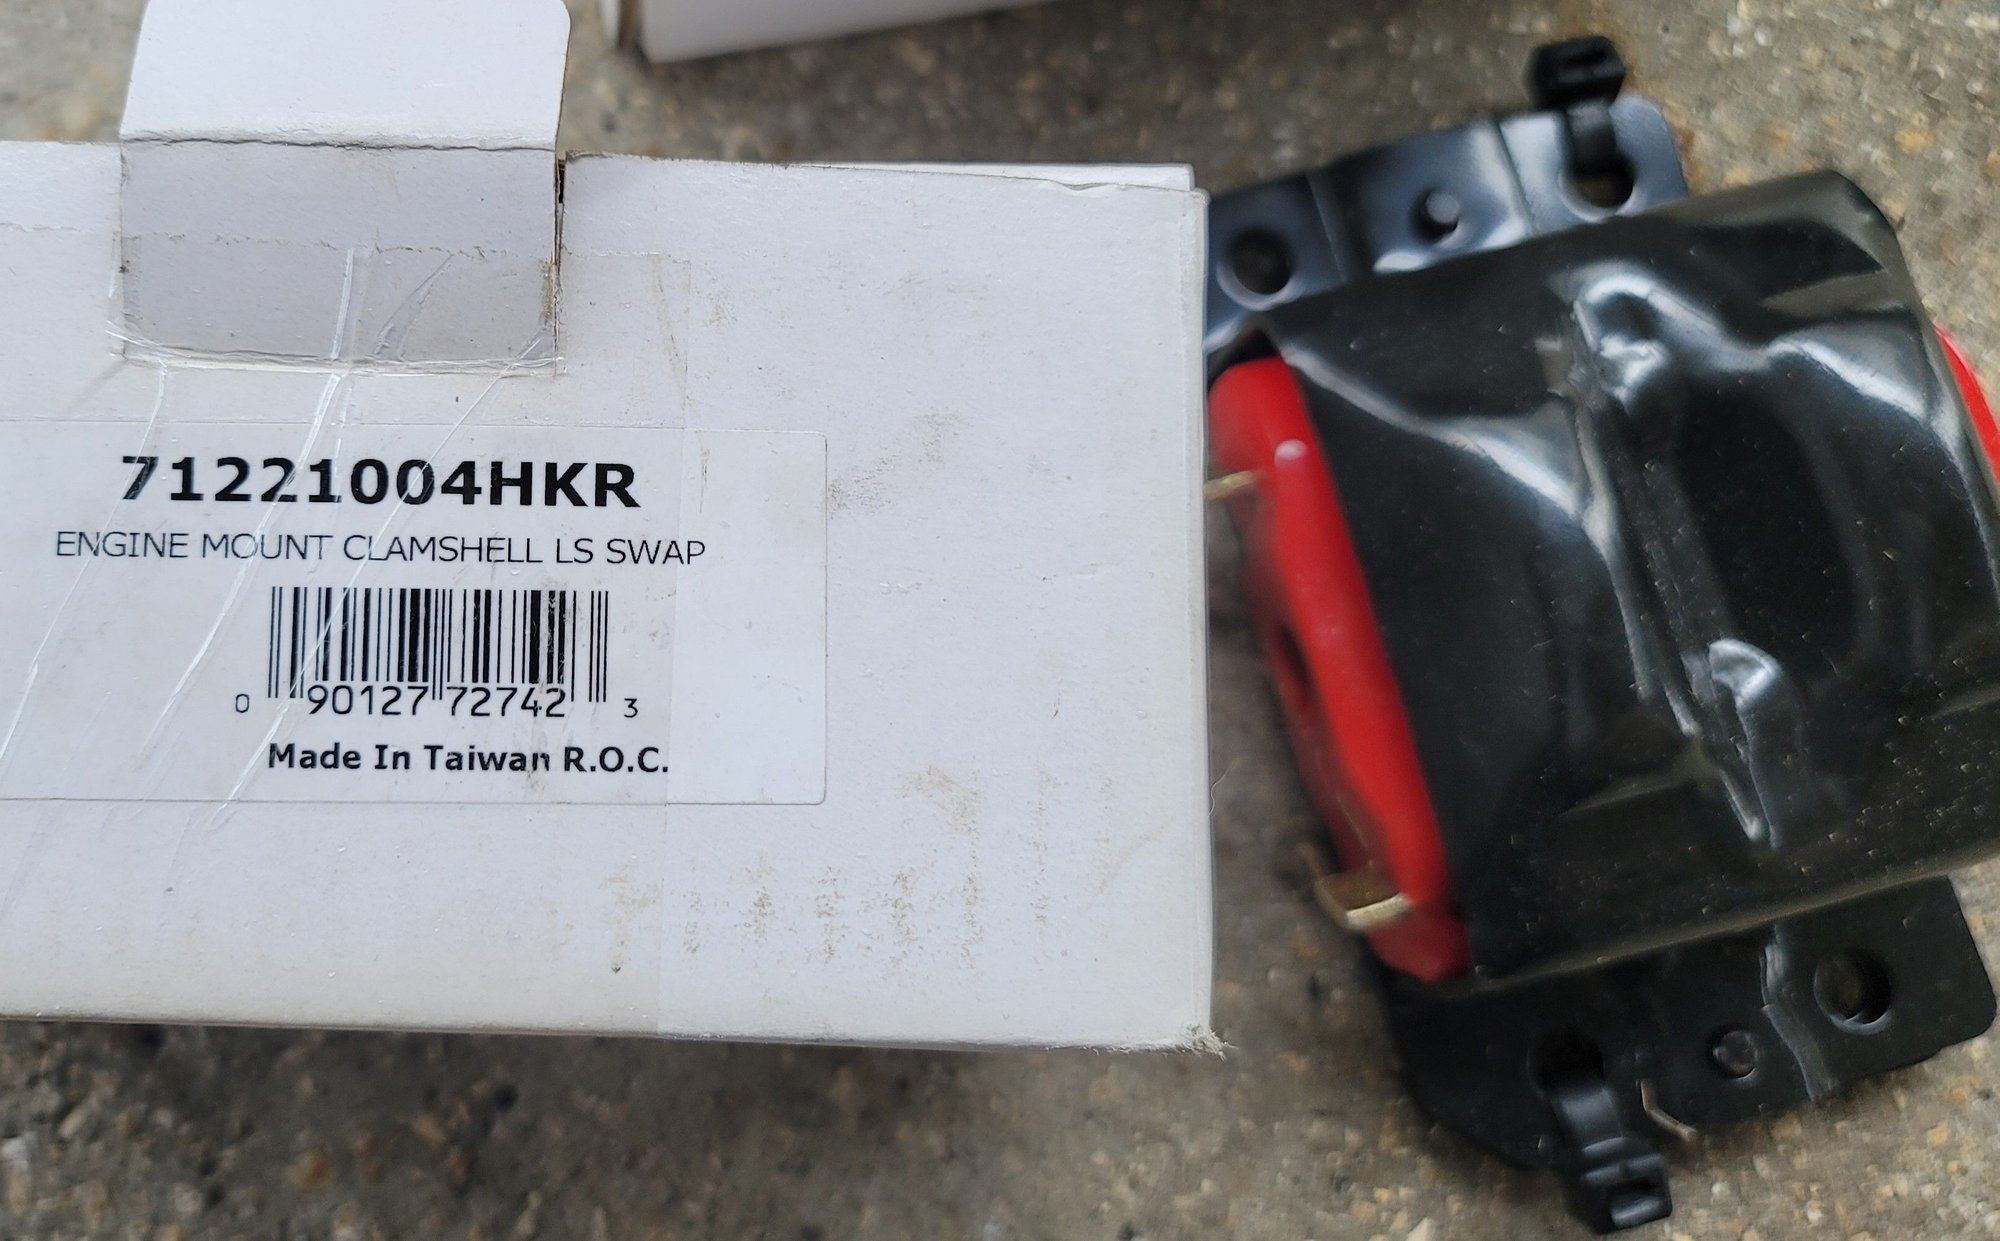 71221004HKR
ENGINE MOUNT CLAMSHELL LS SWAP
0 90127 72742 3
Made In Taiwan R.O.C.